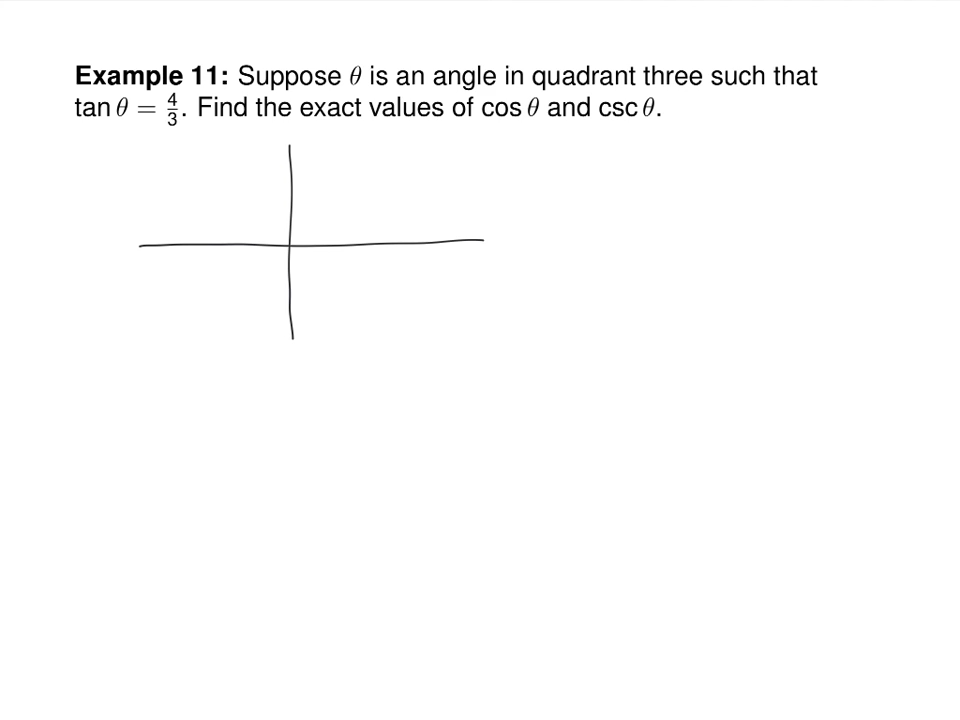 Example 11: Suppose θ is an angle in quadrant three such that
tan θ = 4/3. Find the exact values of cos θ and csc θ.